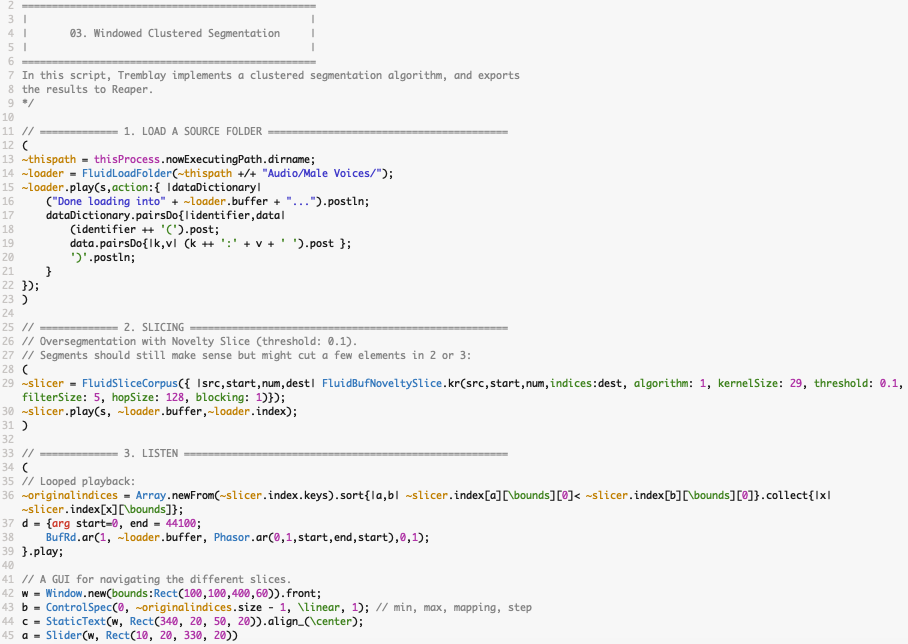 2 ================================================
3 |                                                |
4 |       03. Windowed Clustered Segmentation     |
5 |                                                |
6 ================================================
7 In this script, Tremblay implements a clustered segmentation algorithm, and exports
8 the results to Reaper.
9 */
10
11 // ============= 1. LOAD A SOURCE FOLDER ========================================
12 (
13 ~thispath = thisProcess.nowExecutingPath.dirname;
14 ~loader = FluidLoadFolder(~thispath +/+ "Audio/Male Voices/");
15 ~loader.play(s,action:{ |dataDictionary|
16     ("Done loading into" + ~loader.buffer + "...").postln;
17     dataDictionary.pairsDo{|identifier,data|
18         (identifier ++ '(').post;
19         data.pairsDo{|k,v| (k ++ ':' + v + ' ').post };
20         ')'.postln;
21     }
22 });
23 )
24
25 // ============= 2. SLICING =====================================================
26 // Oversegmentation with Novelty Slice (threshold: 0.1).
27 // Segments should still make sense but might cut a few elements in 2 or 3:
28 (
29 ~slicer = FluidSliceCorpus({ |src,start,num,dest| FluidBufNoveltySlice.kr(src,start,num,indices:dest, algorithm: 1, kernelSize: 29, threshold: 0.1,
filterSize: 5, hopSize: 128, blocking: 1)});
30 ~slicer.play(s, ~loader.buffer,~loader.index);
31 )
32
33 // ============= 3. LISTEN ======================================================
34 (
35 // Looped playback:
36 ~originalindices = Array.newFrom(~slicer.index.keys).sort{|a,b| ~slicer.index[a][\bounds][0]< ~slicer.index[b][\bounds][0]}.collect{|x|
~slicer.index[x][\bounds]};
37 d = {arg start=0, end = 44100;
38     BufRd.ar(1, ~loader.buffer, Phasor.ar(0,1,start,end,start),0,1);
39 }.play;
40
41 // A GUI for navigating the different slices.
42 w = Window.new(bounds:Rect(100,100,400,60)).front;
43 b = ControlSpec(0, ~originalindices.size - 1, \linear, 1); // min, max, mapping, step
44 c = StaticText(w, Rect(340, 20, 50, 20)).align_(\center);
45 a = Slider(w, Rect(10, 20, 330, 20))